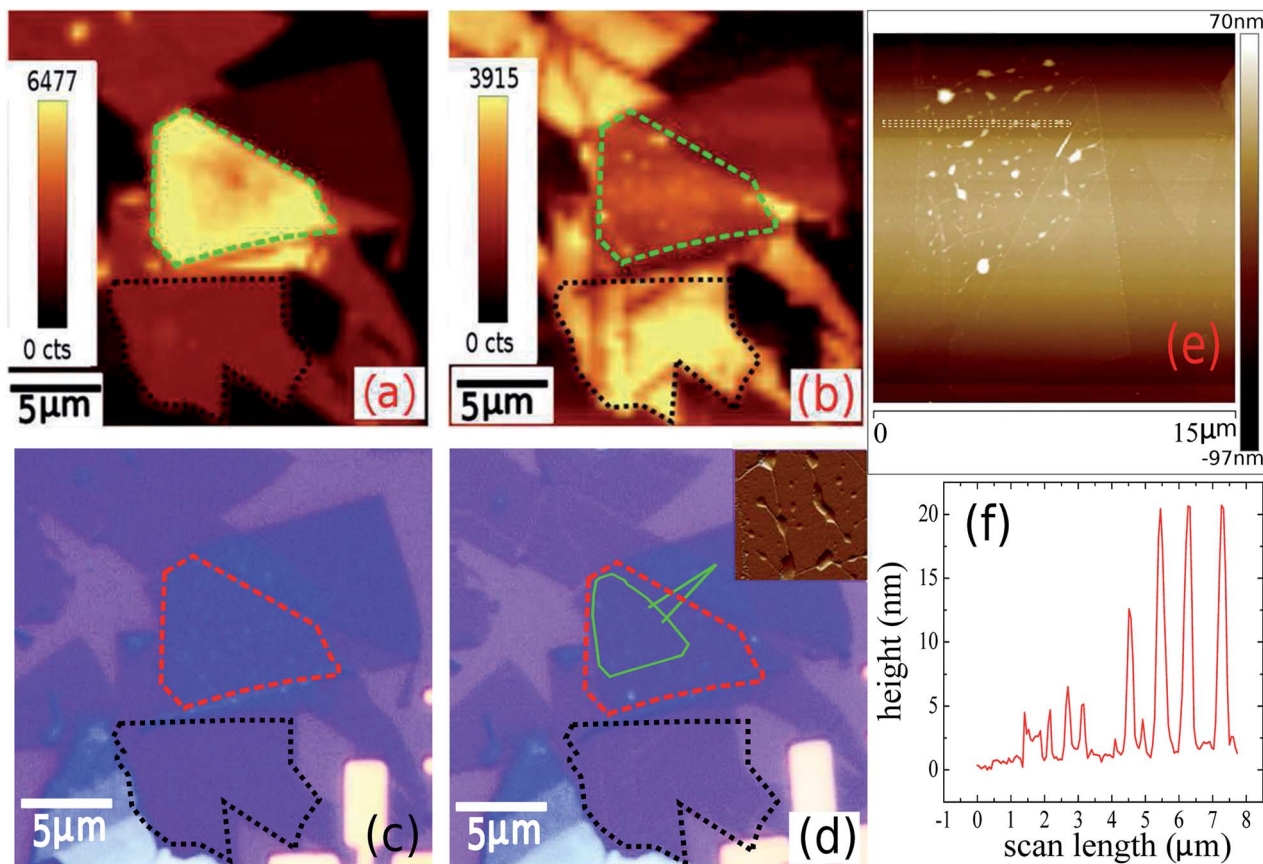 6477
0 cts
5μm
(a)
3915
0 cts
5μm
(b)
70nm
(e)
0
15μm
-97nm
5μm
(c)
5μm
(d)
(f)
height (nm)
20
15
10
5
0
-1 0 1 2 3 4 5 6 7 8
scan length (μm)